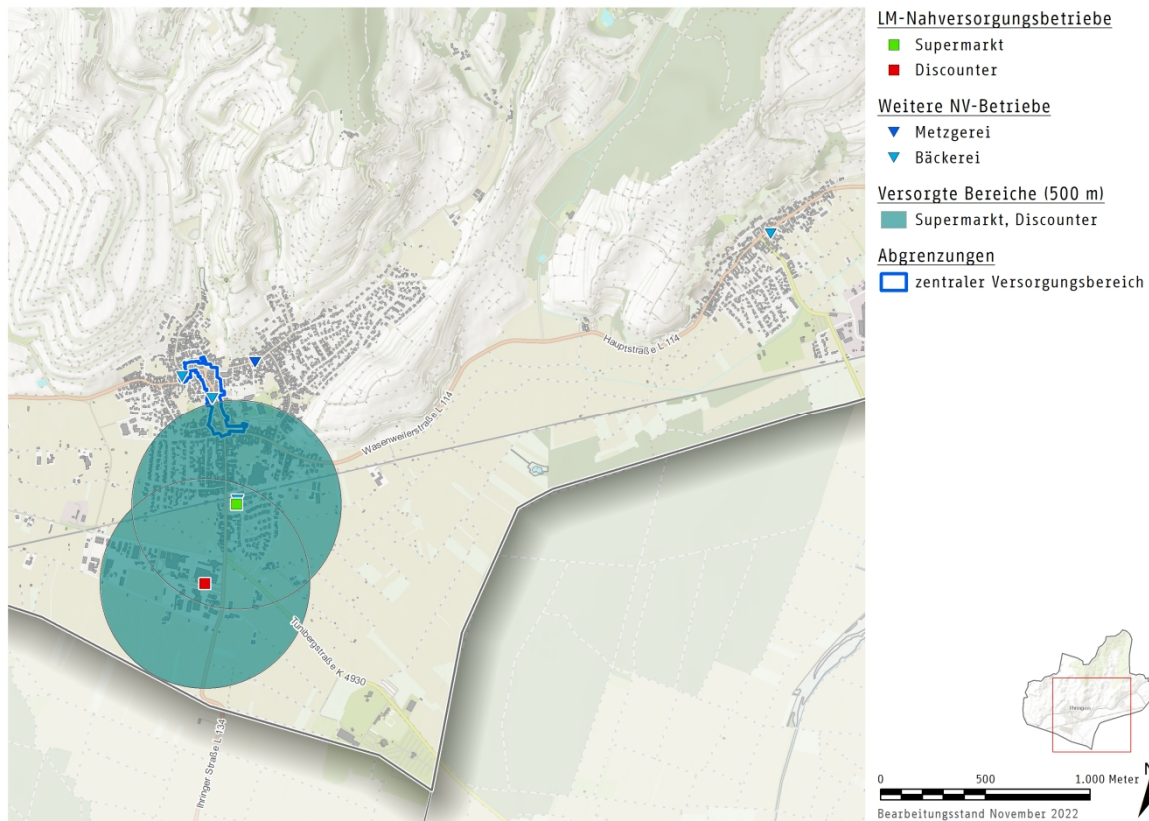 LM-Nahversorgungsbetriebe
Supermarkt
Discounter
Weitere NV-Betriebe
Metzgerei
Bäckerei
Versorgte Bereiche (500 m)
Supermarkt, Discounter
Abgrenzungen
zentraler Versorgungsbereich
Hauptstraße L 114
Wasenweilerstraße L 114
Tunibergstraße K 4930
Ihringer Straße L 134
Ihringen
N
0 500 1.000 Meter
Bearbeitungsstand November 2022